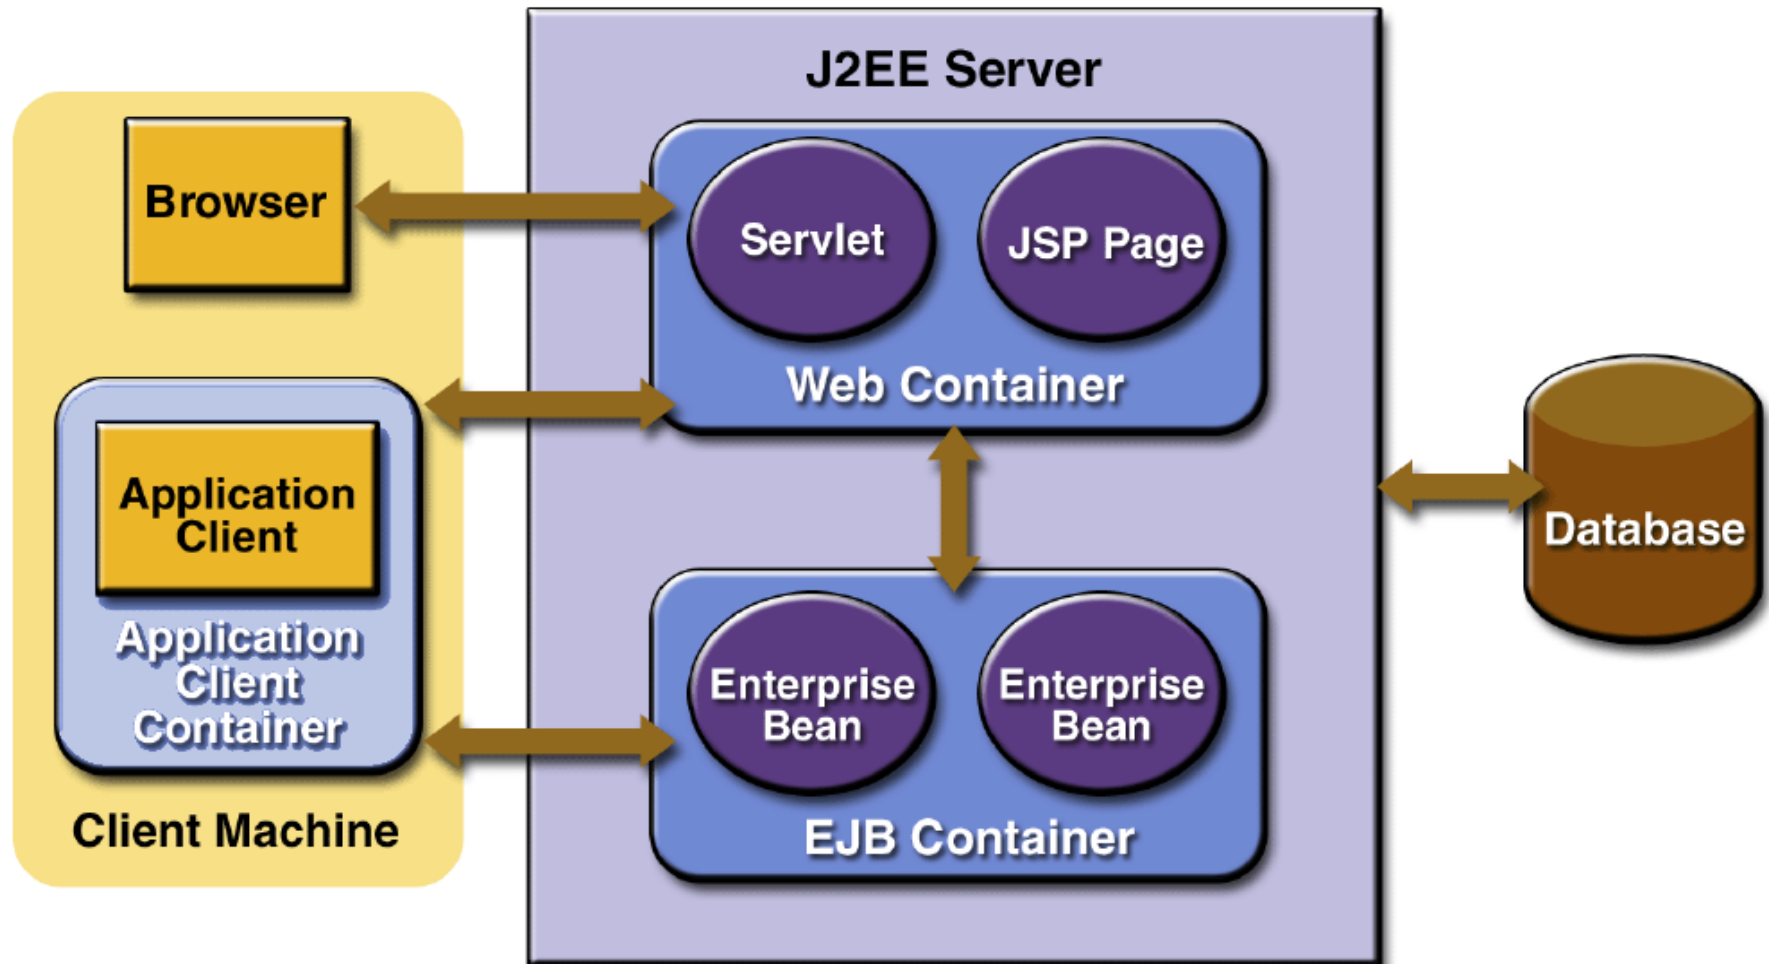 J2EE Server
Browser
Servlet
JSP Page
Web Container
Application
Client
Application
Client
Container
Client Machine
Enterprise
Bean
Enterprise
Bean
EJB Container
Database